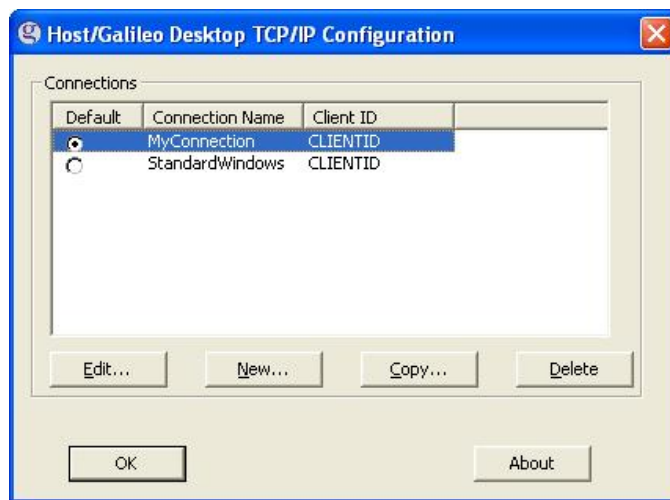 Host/Galileo Desktop TCP/IP Configuration
Connections
Default Connection Name Client ID
MyConnection CLIENTID
StandardWindows CLIENTID
Edit... New... Copy... Delete
OK About